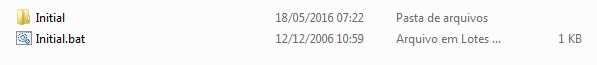 Initial 18/05/2016 07:22 Pasta de arquivos
Initial.bat 12/12/2006 10:59 Arquivo em Lotes ... 1 KB